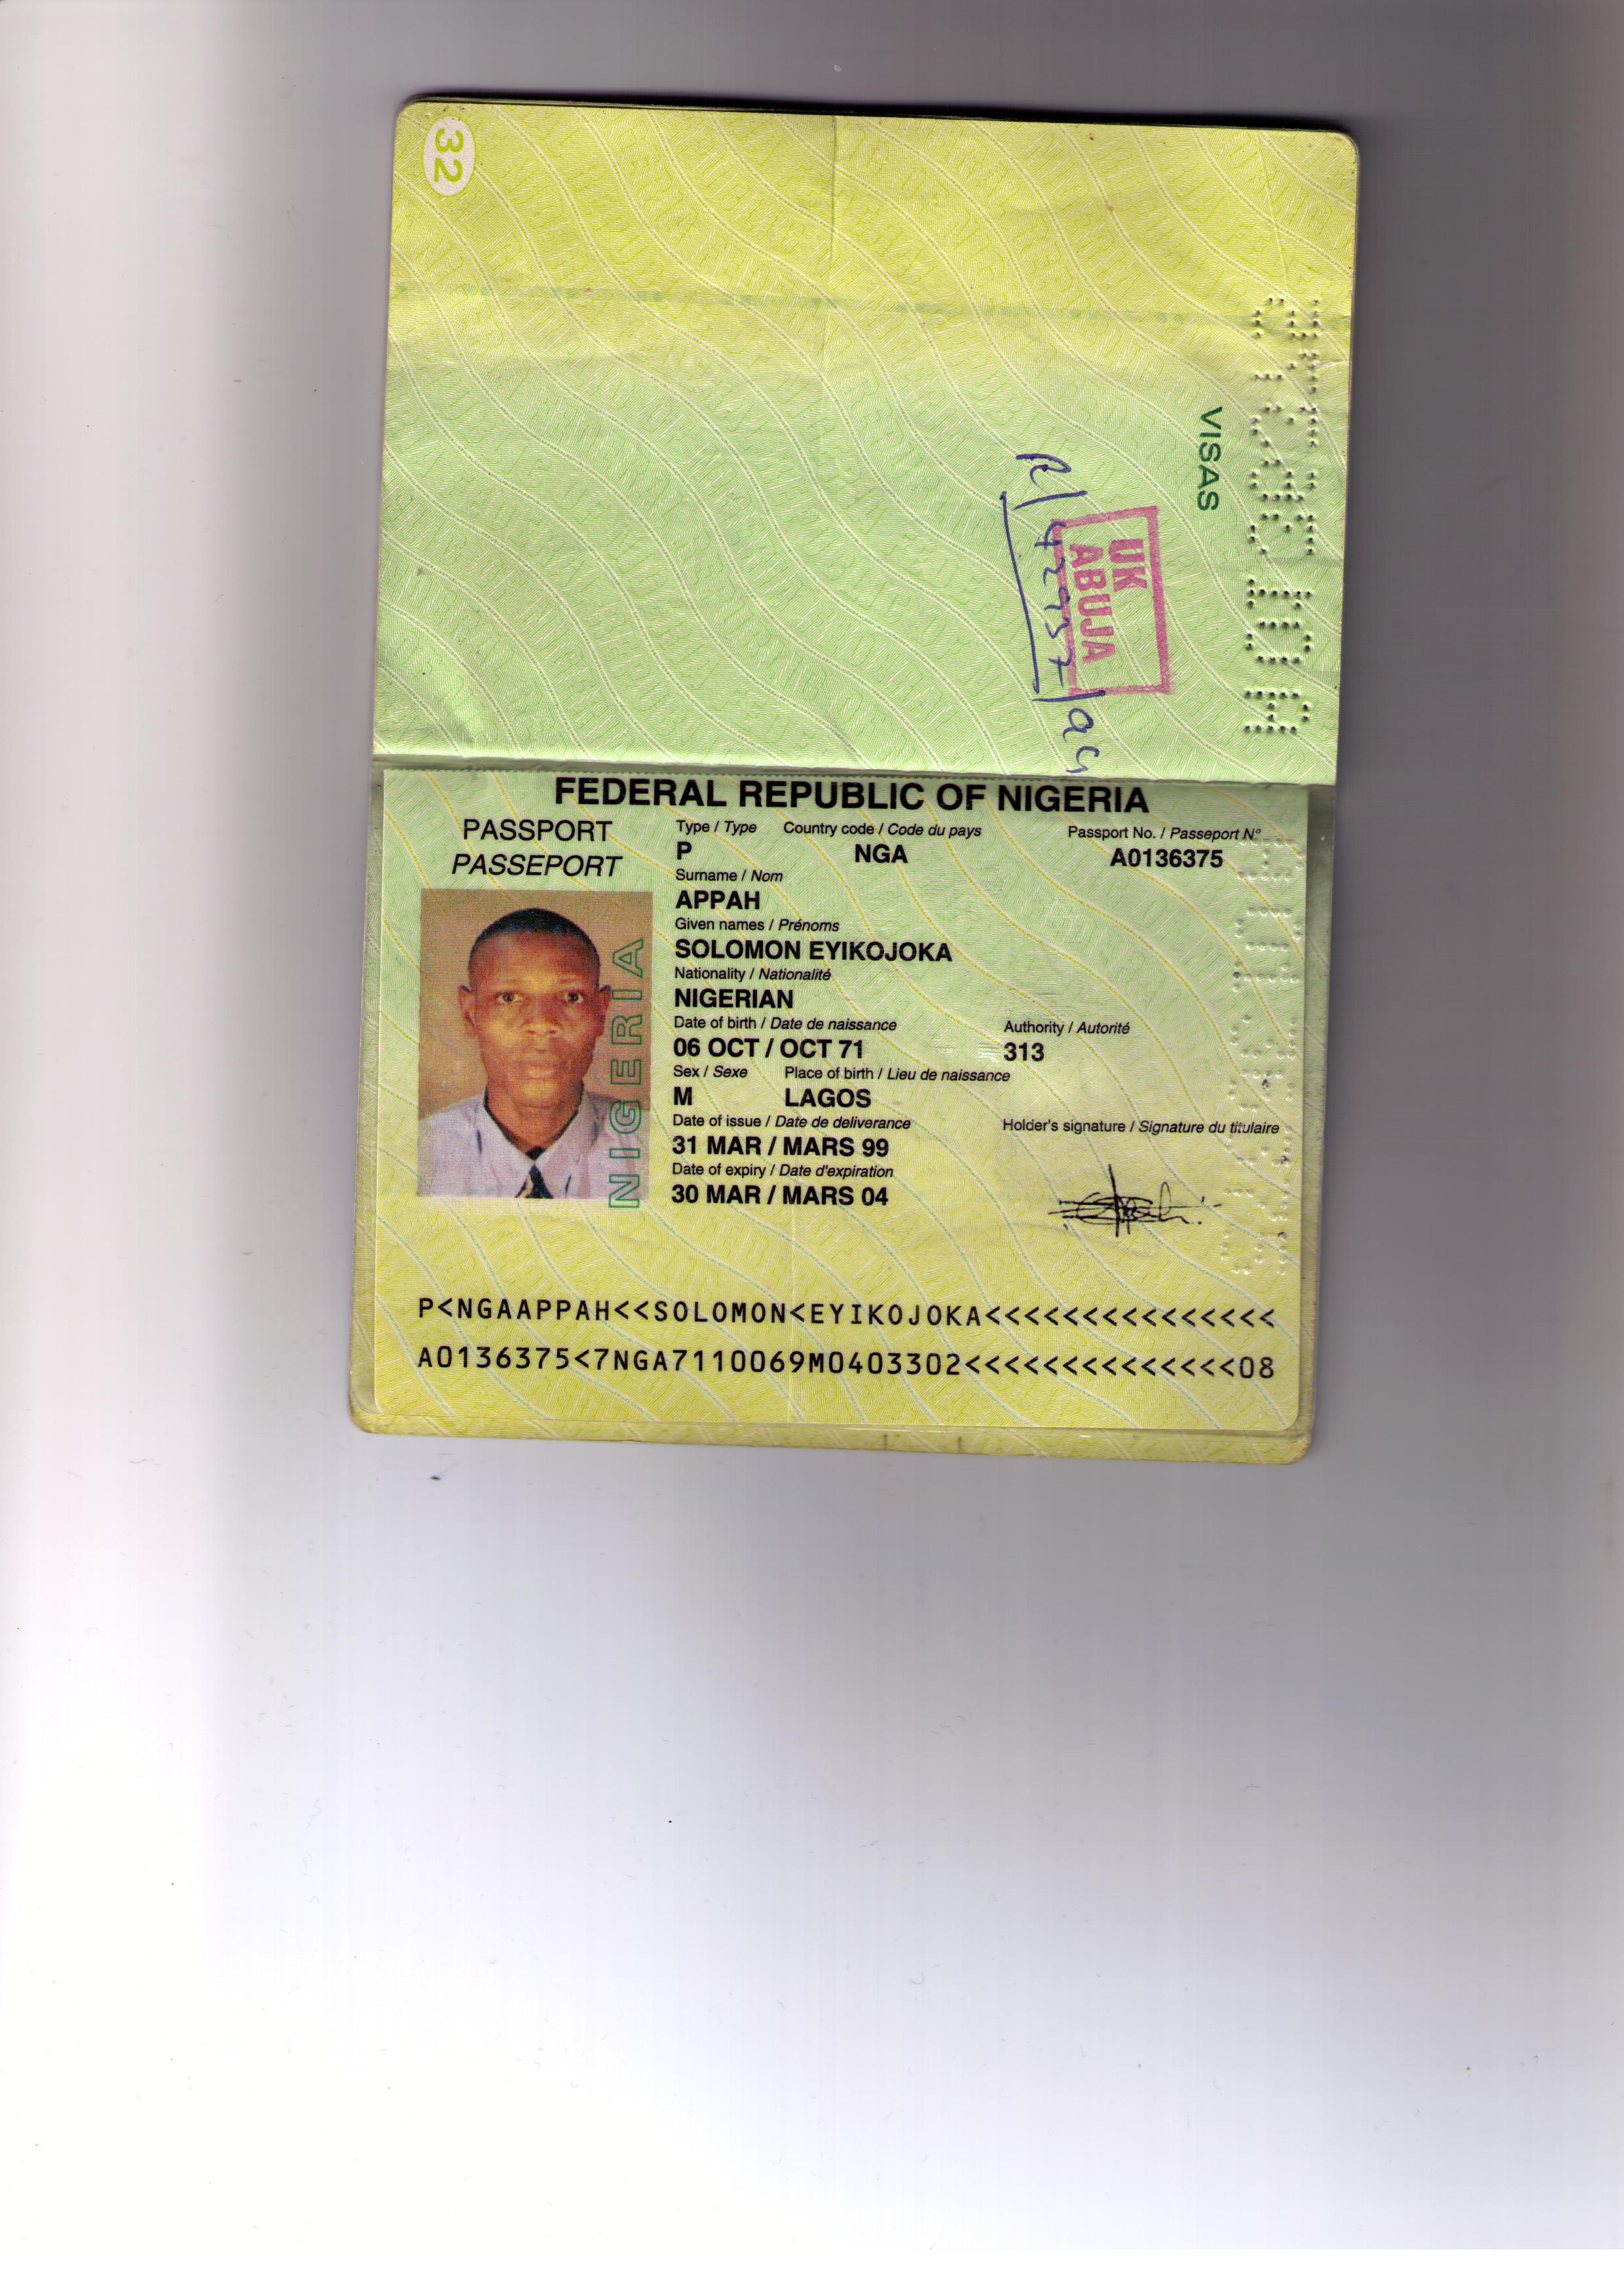 32
VISAS
UK
ABUJA
FEDERAL REPUBLIC OF NIGERIA
PASSPORT
PASSEPORT
Type / Type Country code / Code du pays Passport No. / Passeport N°
P NGA A0136375
Surname / Nom
APPAH
Given names / Prénoms
SOLOMON EYIKOJOKA
Nationality / Nationalité
NIGERIAN
Date of birth / Date de naissance Authority / Autorité
06 OCT / OCT 71 313
Sex / Sexe Place of birth / Lieu de naissance
M LAGOS
Date of issue / Date de deliverance Holder's signature / Signature du titulaire
31 MAR / MARS 99
Date of expiry / Date d'expiration
30 MAR / MARS 04
NIGERIA
P<NGAAPPAH<<SOLOMON<EYIKOJOKA<<<<<<<<<<<<<<<
A0136375<7NGA7110069M0403302<<<<<<<<<<<<<<08